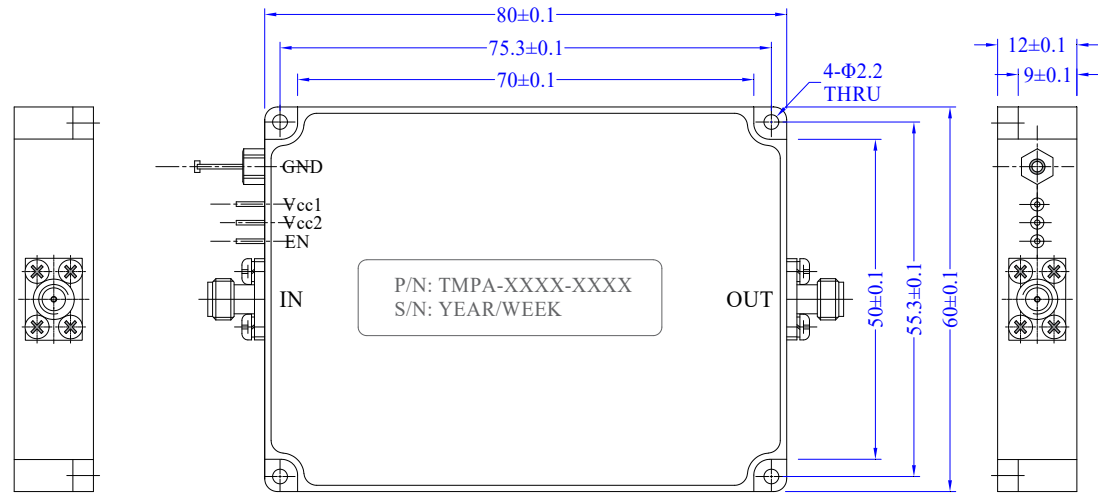 80±0.1
75.3±0.1
70±0.1
4-Φ2.2
THRU
12±0.1
9±0.1
GND
Vcc1
Vcc2
EN
IN
P/N: TMPA-XXXX-XXXX
S/N: YEAR/WEEK
OUT
50±0.1
55.3±0.1
60±0.1